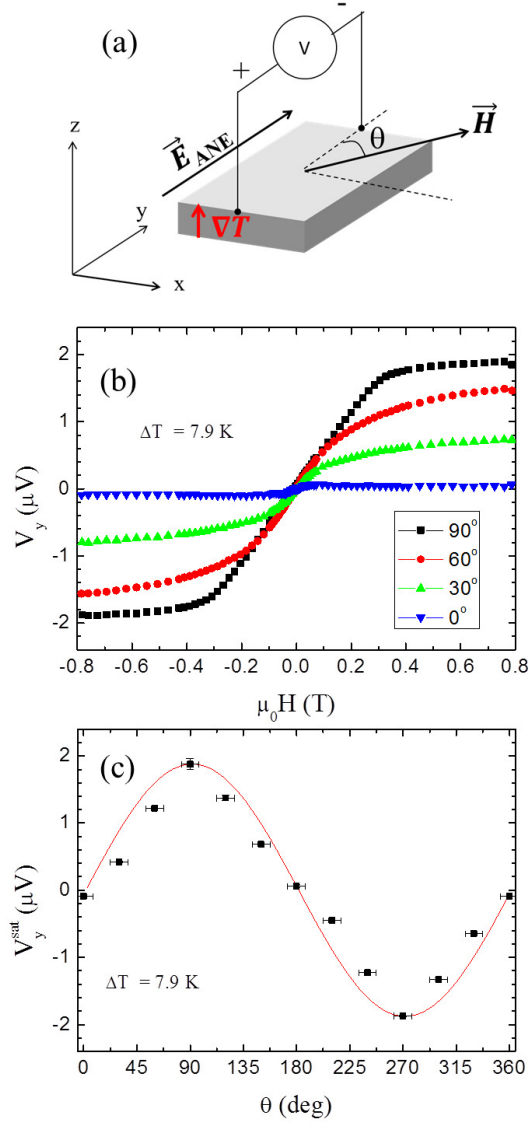 (a)
V
-
+
z
y
x
E⃗ANE
∇T
θ
H⃗
(b)
ΔT = 7.9 K
Vy (μV)
2
1
0
-1
-2
90°
60°
30°
0°
-0.8 -0.6 -0.4 -0.2 0.0 0.2 0.4 0.6 0.8
μ0H (T)
(c)
ΔT = 7.9 K
Vysat (μV)
2
1
0
-1
-2
0 45 90 135 180 225 270 315 360
θ (deg)